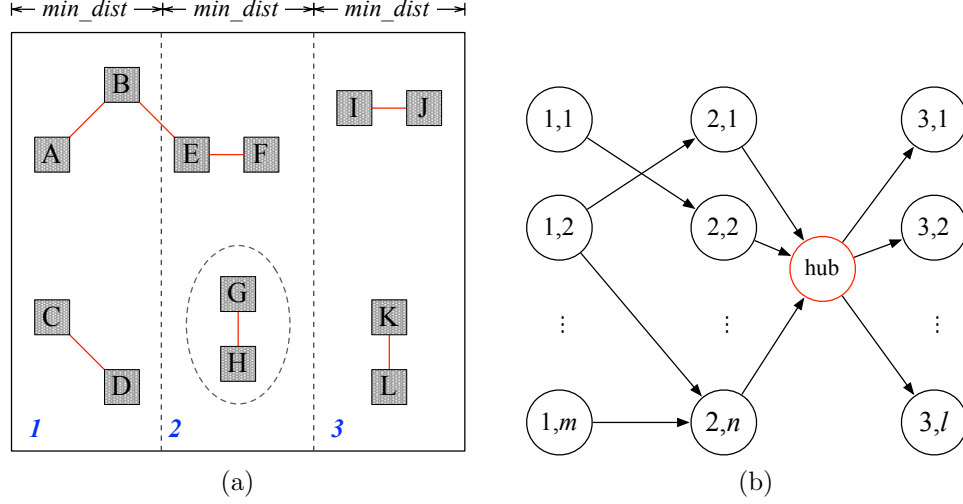 min_dist min_dist min_dist
B
I J
A E F
G
C K
H
D L
1 2 3
(a)
1,1 2,1 3,1
1,2 2,2 3,2
hub
⋮ ⋮ ⋮
1,m 2,n 3,l
(b)